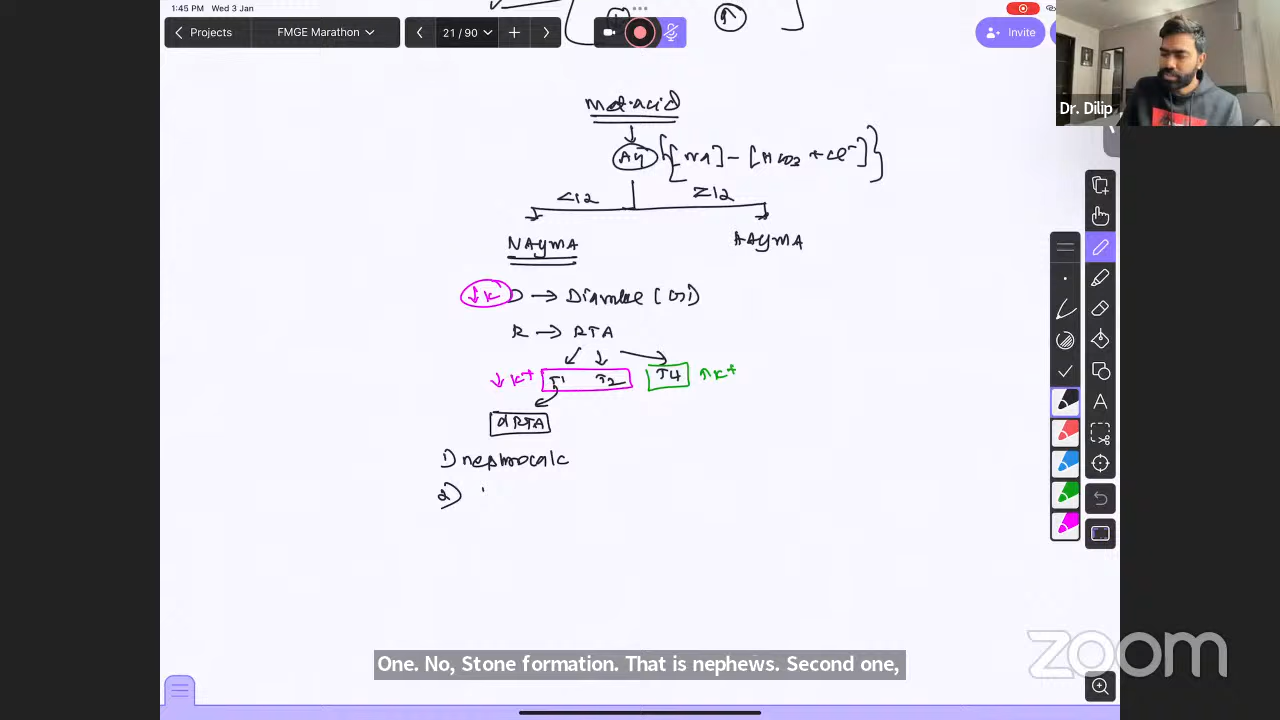 1:45 PM Wed 3 Jan
Projects
FMGE Marathon
21 / 90
Invite
Dr. Dilip
Met. acid
AG {[Na] - [HCO3 + Cl-]}
<12
≥12
NAGMA
HAGMA
↓K
D → Diarrhoea (
R → RTA
↓ K+
T1 T2
T4
↑K+
dRTA
1) nephrocalc
2)
One. No, Stone formation. That is nephews. Second one,
zoom